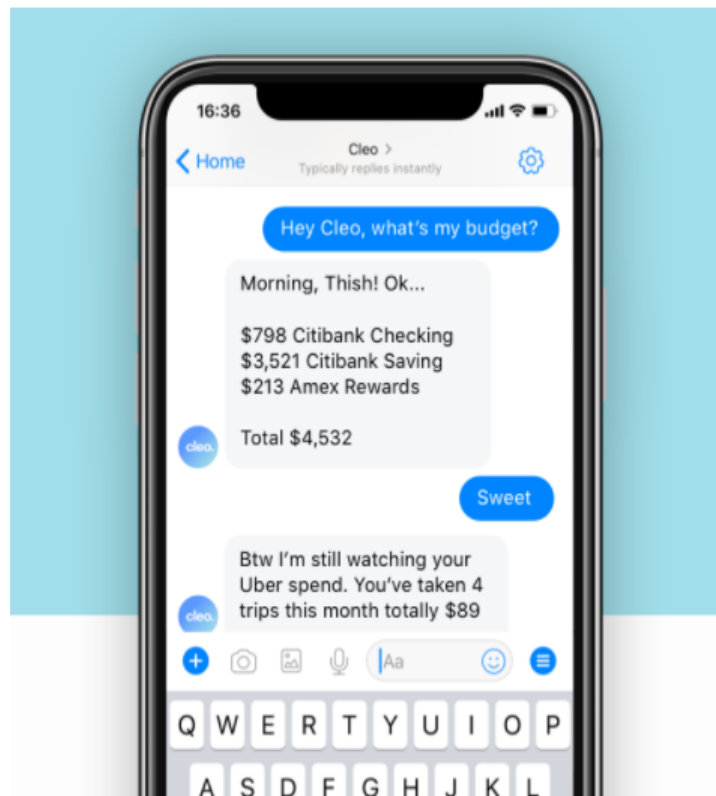 16:36
Home
Cleo >
Typically replies instantly
Hey Cleo, what's my budget?
Morning, Thish! Ok...
$798 Citibank Checking
$3,521 Citibank Saving
$213 Amex Rewards
Total $4,532
cleo.
Sweet
Btw I'm still watching your
Uber spend. You've taken 4
trips this month totally $89
cleo.
Aa
Q W E R T Y U I O P
A S D F G H J K L